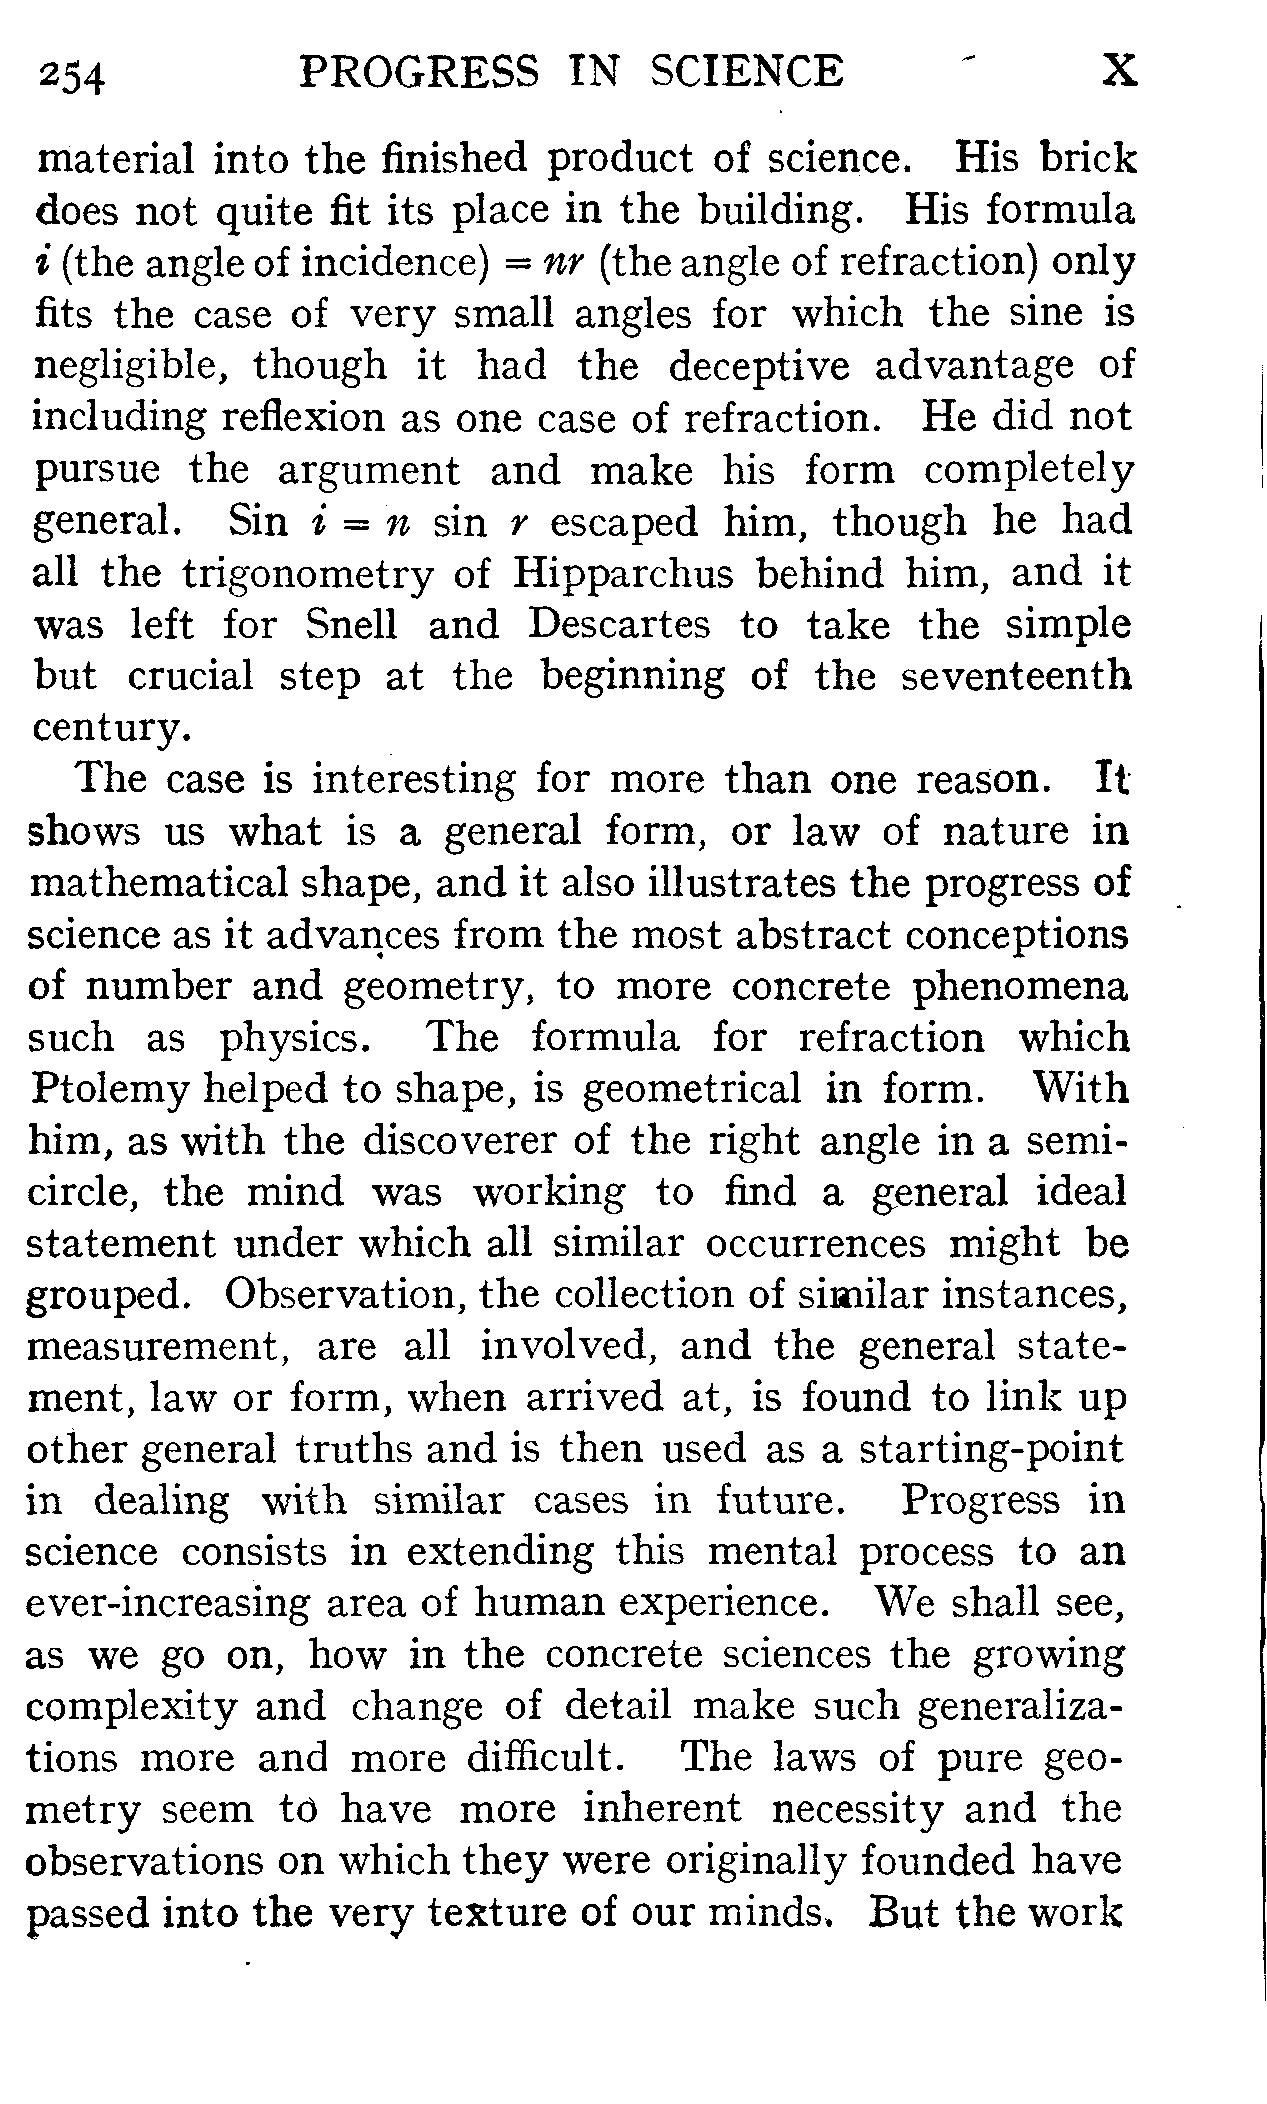 254 PROGRESS IN SCIENCE X
material into the finished product of science. His brick
does not quite fit its place in the building. His formula
i (the angle of incidence) = nr (the angle of refraction) only
fits the case of very small angles for which the sine is
negligible, though it had the deceptive advantage of
including reflexion as one case of refraction. He did not
pursue the argument and make his form completely
general. Sin i = n sin r escaped him, though he had
all the trigonometry of Hipparchus behind him, and it
was left for Snell and Descartes to take the simple
but crucial step at the beginning of the seventeenth
century.
The case is interesting for more than one reason. It
shows us what is a general form, or law of nature in
mathematical shape, and it also illustrates the progress of
science as it advances from the most abstract conceptions
of number and geometry, to more concrete phenomena
such as physics. The formula for refraction which
Ptolemy helped to shape, is geometrical in form. With
him, as with the discoverer of the right angle in a semi-
circle, the mind was working to find a general ideal
statement under which all similar occurrences might be
grouped. Observation, the collection of similar instances,
measurement, are all involved, and the general state-
ment, law or form, when arrived at, is found to link up
other general truths and is then used as a starting-point
in dealing with similar cases in future. Progress in
science consists in extending this mental process to an
ever-increasing area of human experience. We shall see,
as we go on, how in the concrete sciences the growing
complexity and change of detail make such generaliza-
tions more and more difficult. The laws of pure geo-
metry seem to have more inherent necessity and the
observations on which they were originally founded have
passed into the very texture of our minds. But the work